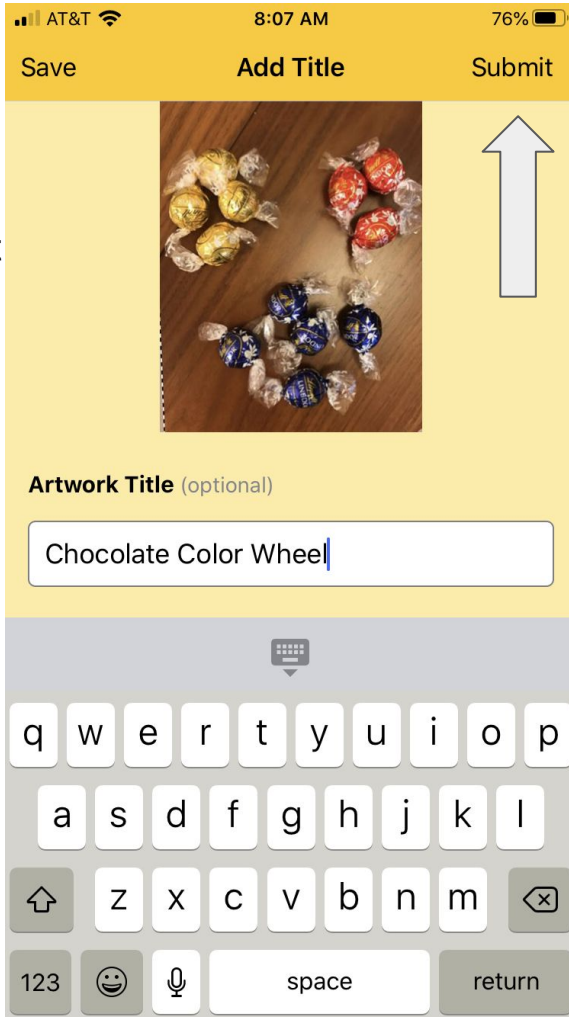 AT&T 8:07 AM 76%
Save Add Title Submit
Artwork Title (optional)
Chocolate Color Wheel
q w e r t y u i o p
a s d f g h j k l
z x c v b n m
123 space return